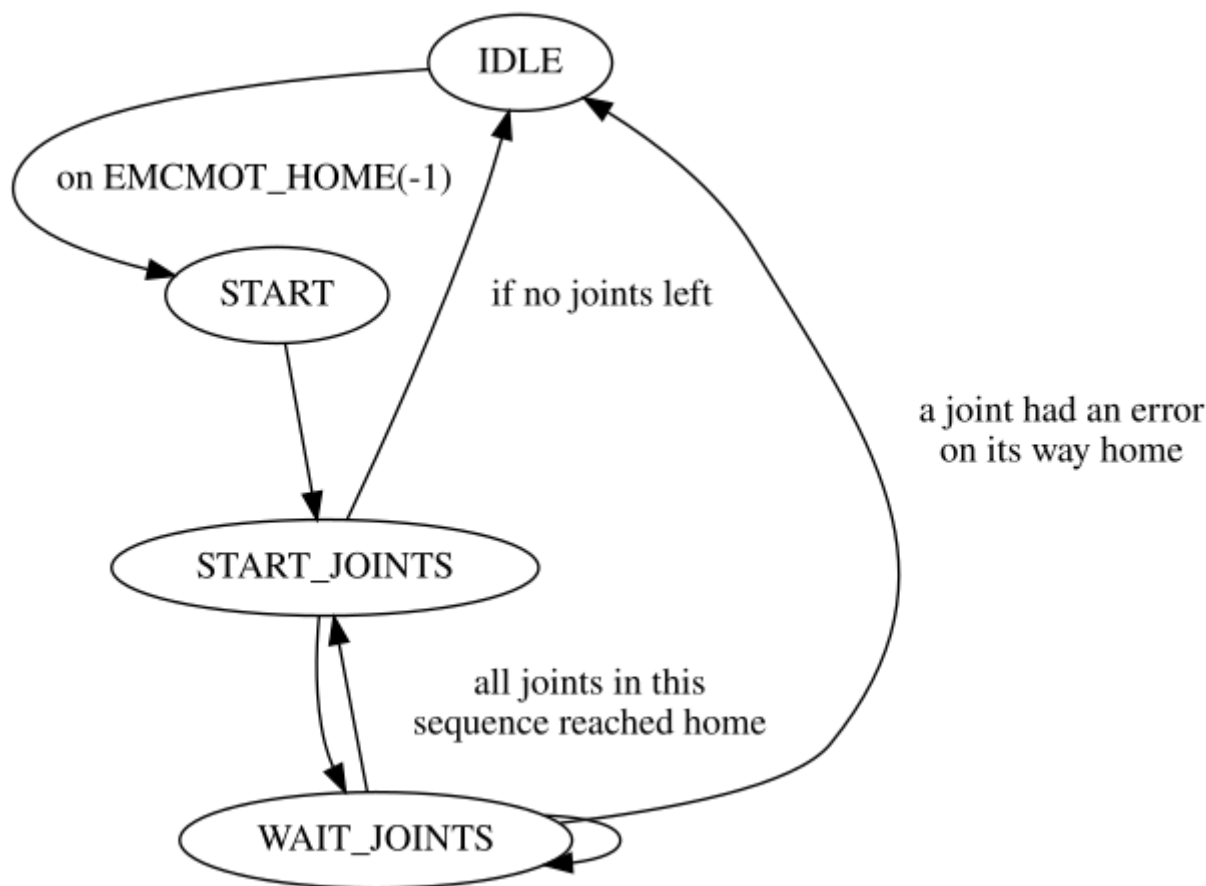 IDLE
on EMCMOT_HOME(-1)
START
if no joints left
a joint had an error
on its way home
START_JOINTS
all joints in this
sequence reached home
WAIT_JOINTS